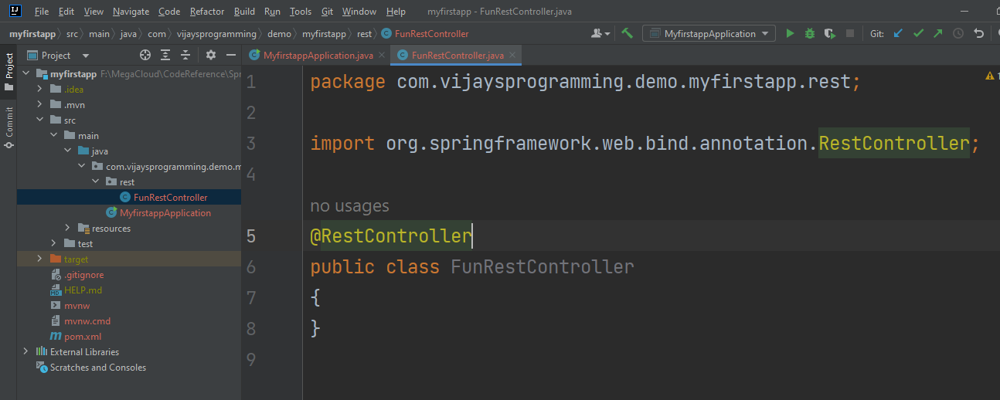 IJ File Edit View Navigate Code Refactor Build Run Tools Git Window Help myfirstapp - FunRestController.java
myfirstapp src main java com vijaysprogramming demo myfirstapp rest FunRestController MyfirstappApplication Git:
Project MyfirstappApplication.java FunRestController.java
Project
Commit
myfirstapp F:\MegaCloud\CodeReference\Spr
.idea
.mvn
src
main
java
com.vijaysprogramming.demo.m
rest
FunRestController
MyfirstappApplication
resources
test
target
.gitignore
MD HELP.md
mvnw
mvnw.cmd
m pom.xml
External Libraries
Scratches and Consoles
1 package com.vijaysprogramming.demo.myfirstapp.rest;
2
3 import org.springframework.web.bind.annotation.RestController;
4
no usages
5 @RestController
6 public class FunRestController
7 {
8 }
9
1